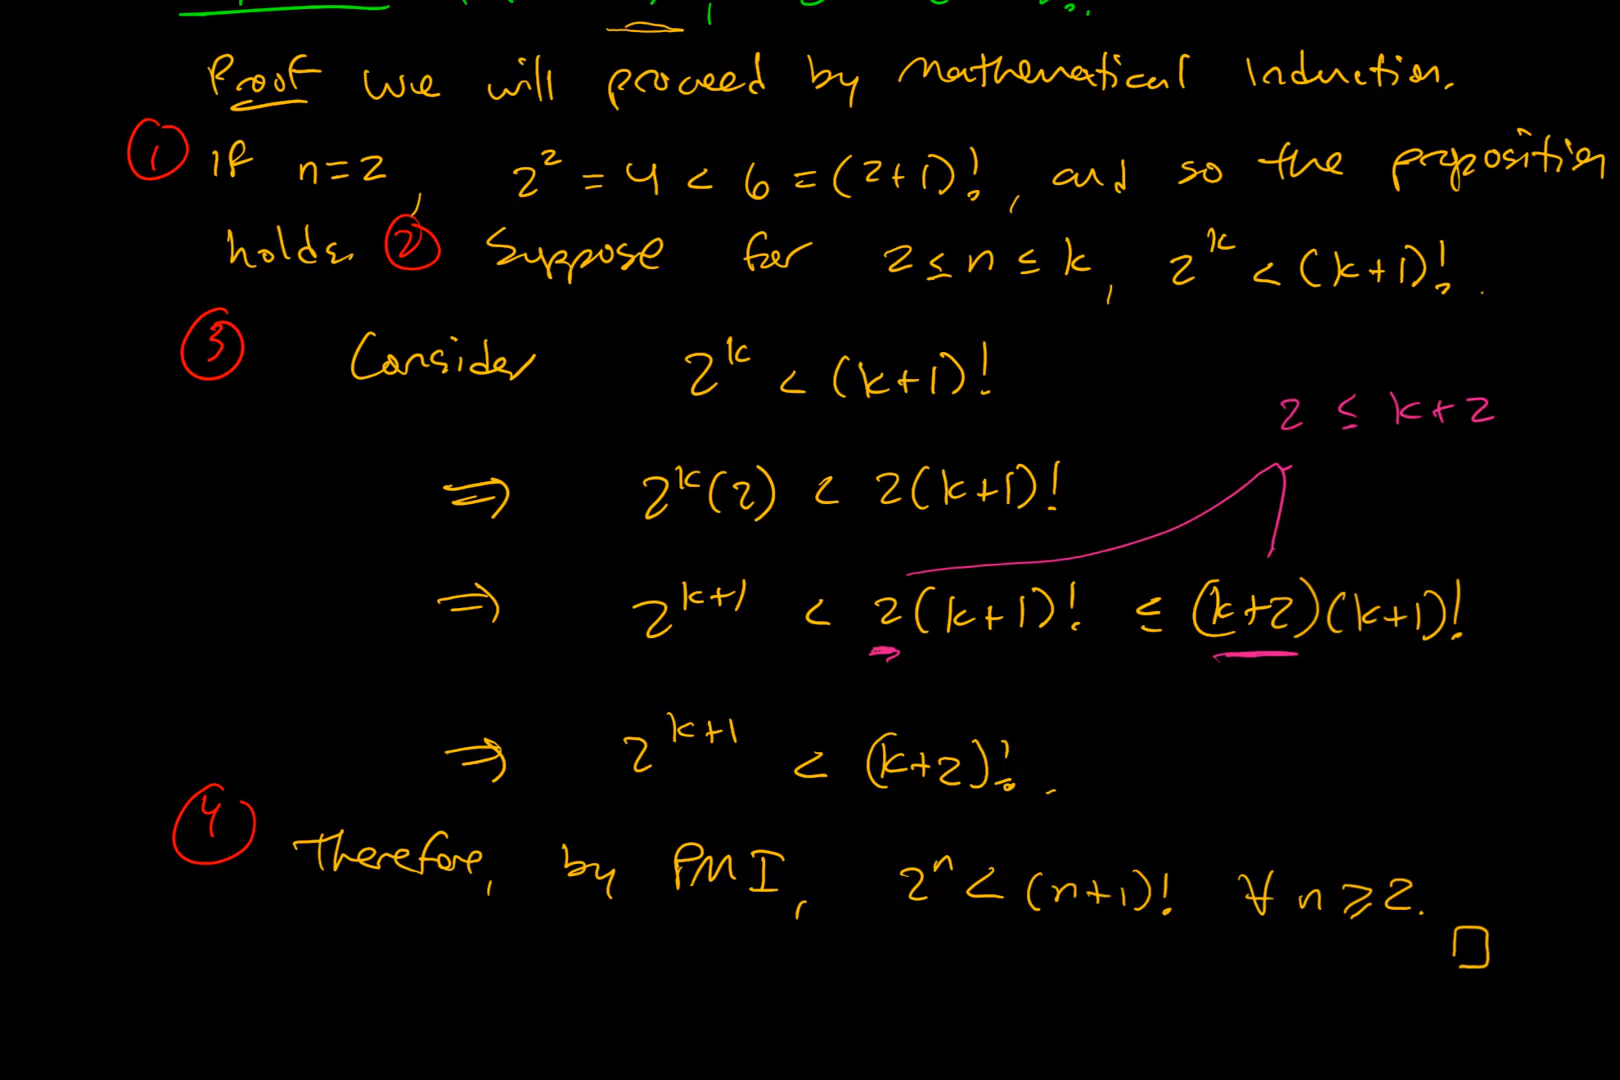 Proof We will proceed by Mathematical Induction.
① If n=2, 2² = 4 < 6 = (2+1)!, and so the proposition
holds. ② Suppose for 2 ≤ n ≤ k, 2^k < (k+1)!.
③ Consider 2^k < (k+1)!
2 ≤ k+2
⇒ 2^k(2) < 2(k+1)!
⇒ 2^{k+1} < 2(k+1)! ≤ (k+2)(k+1)!
⇒ 2^{k+1} < (k+2)!.
④ Therefore, by PMI, 2^n < (n+1)! ∀ n ≥ 2.
□